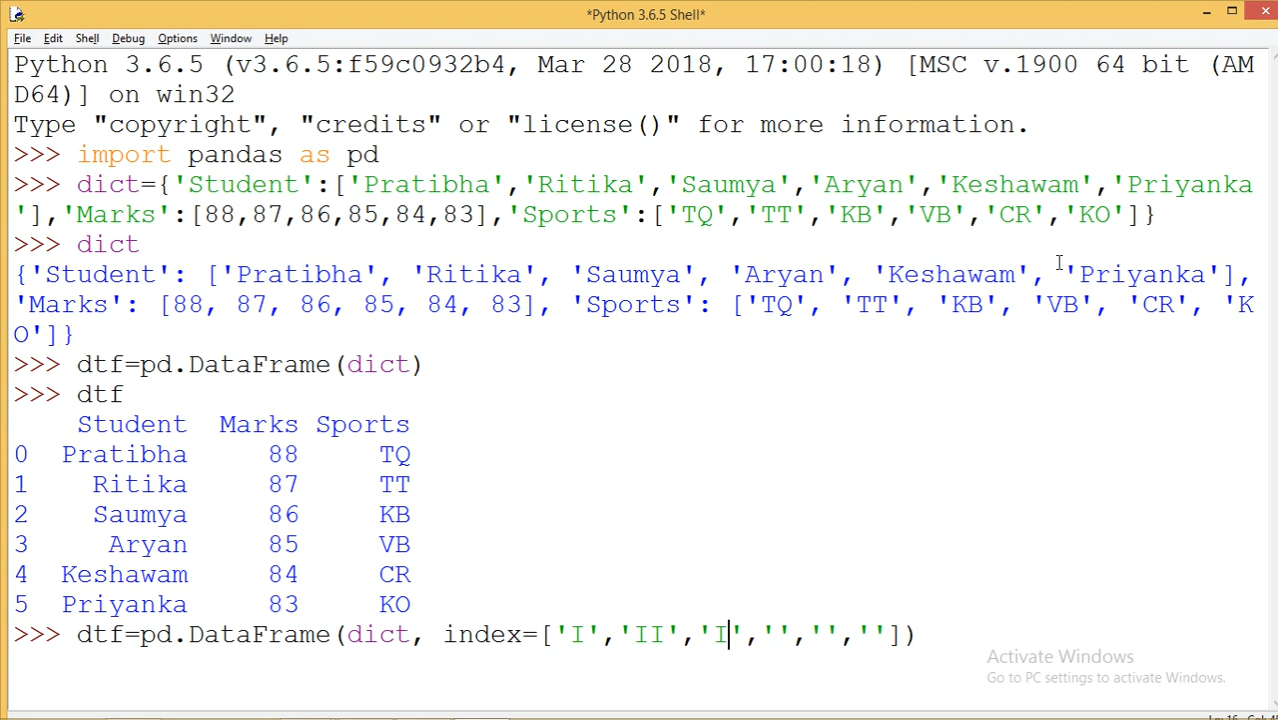 *Python 3.6.5 Shell*
File Edit Shell Debug Options Window Help
Python 3.6.5 (v3.6.5:f59c0932b4, Mar 28 2018, 17:00:18) [MSC v.1900 64 bit (AM
D64)] on win32
Type "copyright", "credits" or "license()" for more information.
>>> import pandas as pd
>>> dict={'Student':['Pratibha','Ritika','Saumya','Aryan','Keshawam','Priyanka
'],'Marks':[88,87,86,85,84,83],'Sports':['TQ','TT','KB','VB','CR','KO']}
>>> dict
{'Student': ['Pratibha', 'Ritika', 'Saumya', 'Aryan', 'Keshawam', 'Priyanka'],
'Marks': [88, 87, 86, 85, 84, 83], 'Sports': ['TQ', 'TT', 'KB', 'VB', 'CR', 'K
O']}
>>> dtf=pd.DataFrame(dict)
>>> dtf
    Student  Marks Sports
0  Pratibha     88     TQ
1    Ritika     87     TT
2    Saumya     86     KB
3     Aryan     85     VB
4  Keshawam     84     CR
5  Priyanka     83     KO
>>> dtf=pd.DataFrame(dict, index=['I','II','I','','',''])
Activate Windows
Go to PC settings to activate Windows.